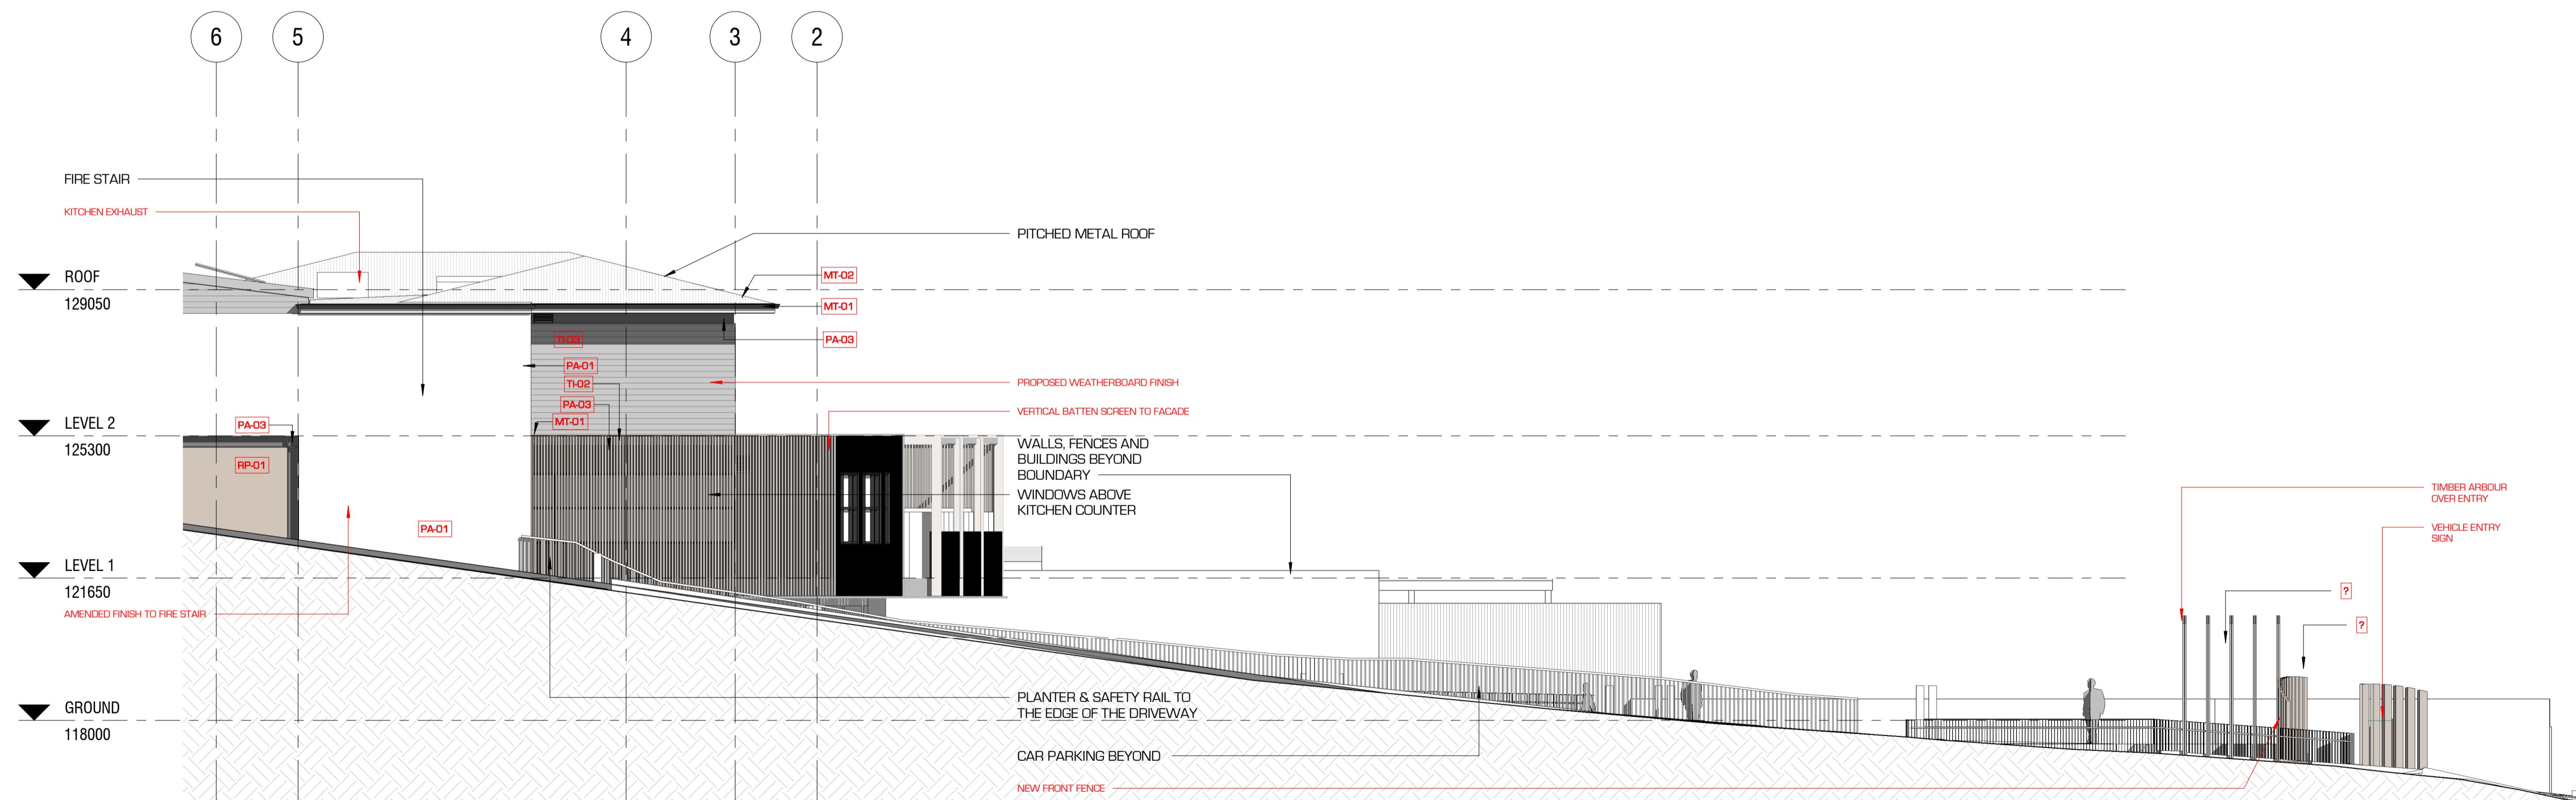 6
5
4
3
2
FIRE STAIR
KITCHEN EXHAUST
PITCHED METAL ROOF
ROOF
129050
MT-02
MT-01
PA-03
TI-03
PA-01
TI-02
PA-03
MT-01
PROPOSED WEATHERBOARD FINISH
VERTICAL BATTEN SCREEN TO FACADE
LEVEL 2
125300
PA-03
RP-01
PA-01
WALLS, FENCES AND
BUILDINGS BEYOND
BOUNDARY
WINDOWS ABOVE
KITCHEN COUNTER
TIMBER ARBOUR
OVER ENTRY
VEHICLE ENTRY
SIGN
LEVEL 1
121650
AMENDED FINISH TO FIRE STAIR
?
?
GROUND
118000
PLANTER & SAFETY RAIL TO
THE EDGE OF THE DRIVEWAY
CAR PARKING BEYOND
NEW FRONT FENCE